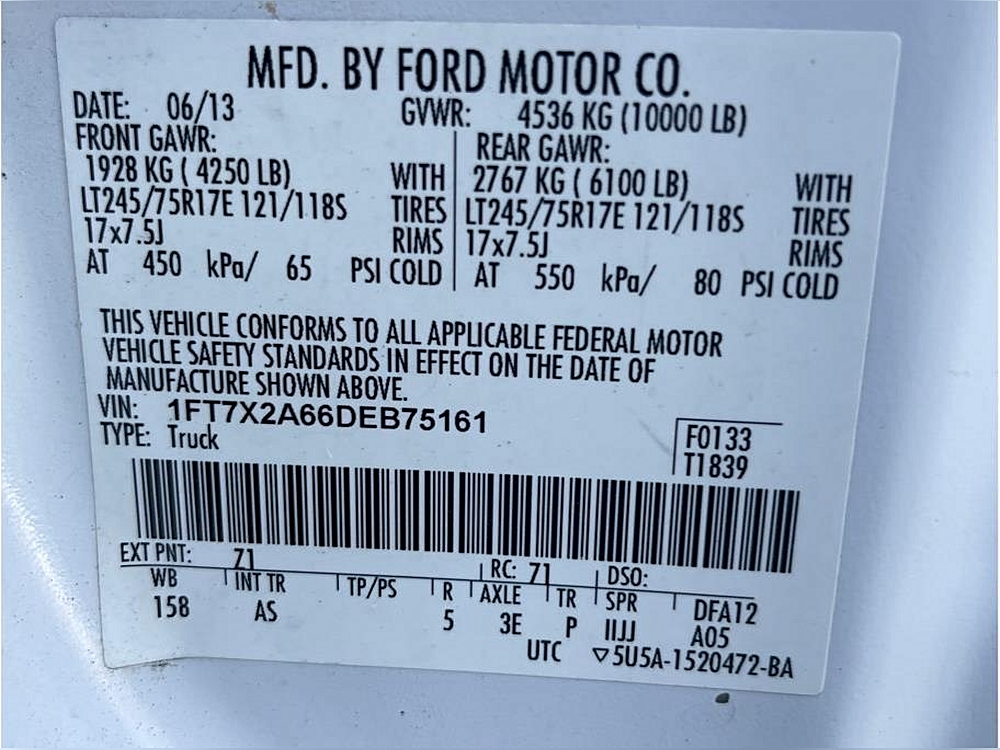 MFD. BY FORD MOTOR CO.
DATE: 06/13 GVWR: 4536 KG (10000 LB)
FRONT GAWR: REAR GAWR:
1928 KG ( 4250 LB) WITH 2767 KG ( 6100 LB) WITH
LT245/75R17E 121/118S TIRES LT245/75R17E 121/118S TIRES
17x7.5J RIMS 17x7.5J RIMS
AT 450 kPa/ 65 PSI COLD AT 550 kPa/ 80 PSI COLD
THIS VEHICLE CONFORMS TO ALL APPLICABLE FEDERAL MOTOR
VEHICLE SAFETY STANDARDS IN EFFECT ON THE DATE OF
MANUFACTURE SHOWN ABOVE.
VIN: 1FT7X2A66DEB75161
TYPE: Truck
F0133
T1839
EXT PNT: Z1 RC: 71 DSO:
WB INT TR TP/PS R AXLE TR SPR DFA12
158 AS 5 3E P IIJJ A05
UTC ▽5U5A-1520472-BA